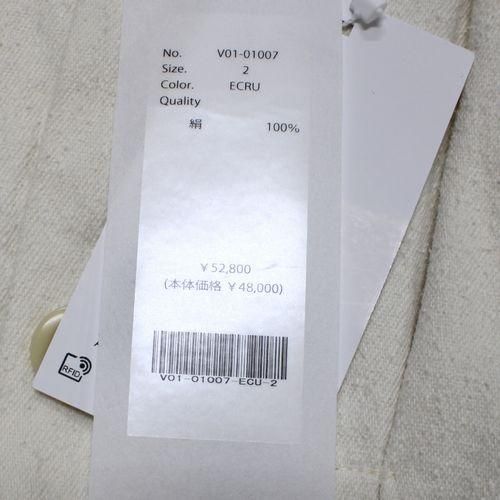 No. V01-01007
Size. 2
Color. ECRU
Quality
絹 100%
￥52,800
(本体価格 ￥48,000)
V01-01007-ECU-2
RFID